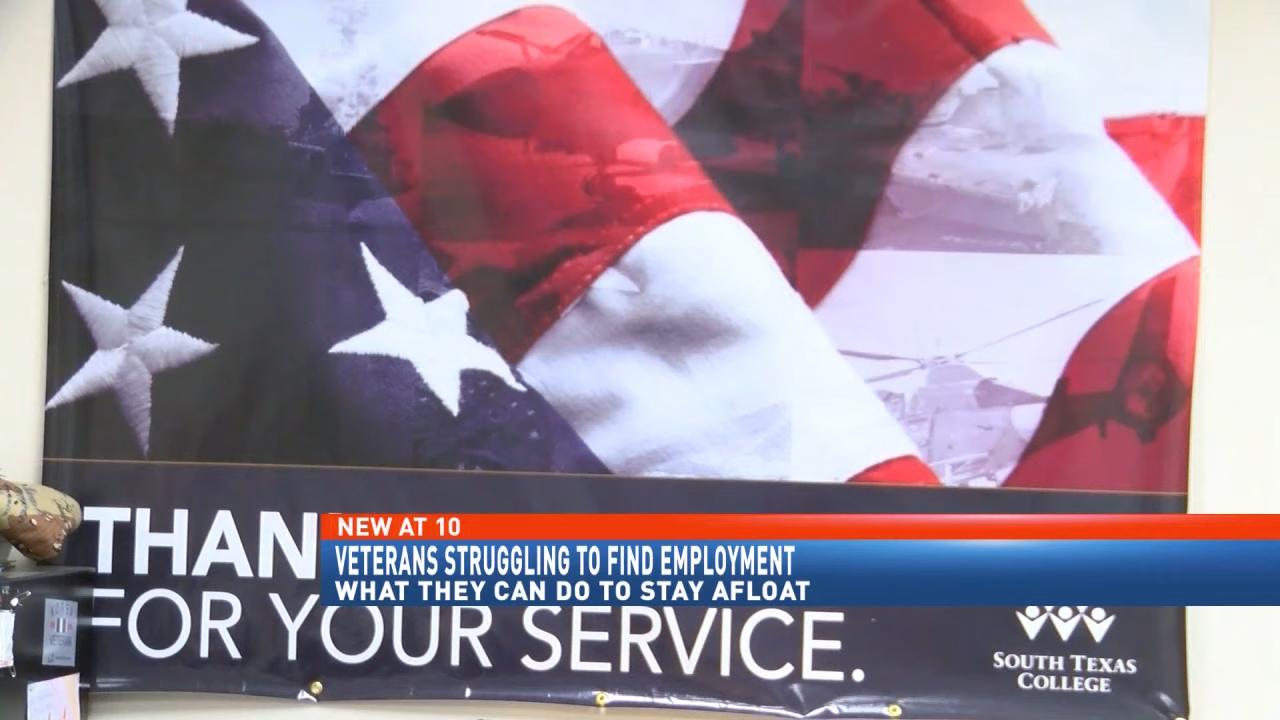 THAN
NEW AT 10
VETERANS STRUGGLING TO FIND EMPLOYMENT
WHAT THEY CAN DO TO STAY AFLOAT
FOR YOUR SERVICE.
SOUTH TEXAS
COLLEGE